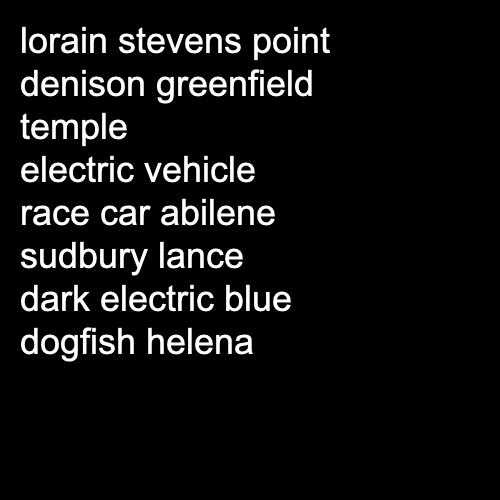 lorain stevens point
denison greenfield
temple
electric vehicle
race car abilene
sudbury lance
dark electric blue
dogfish helena